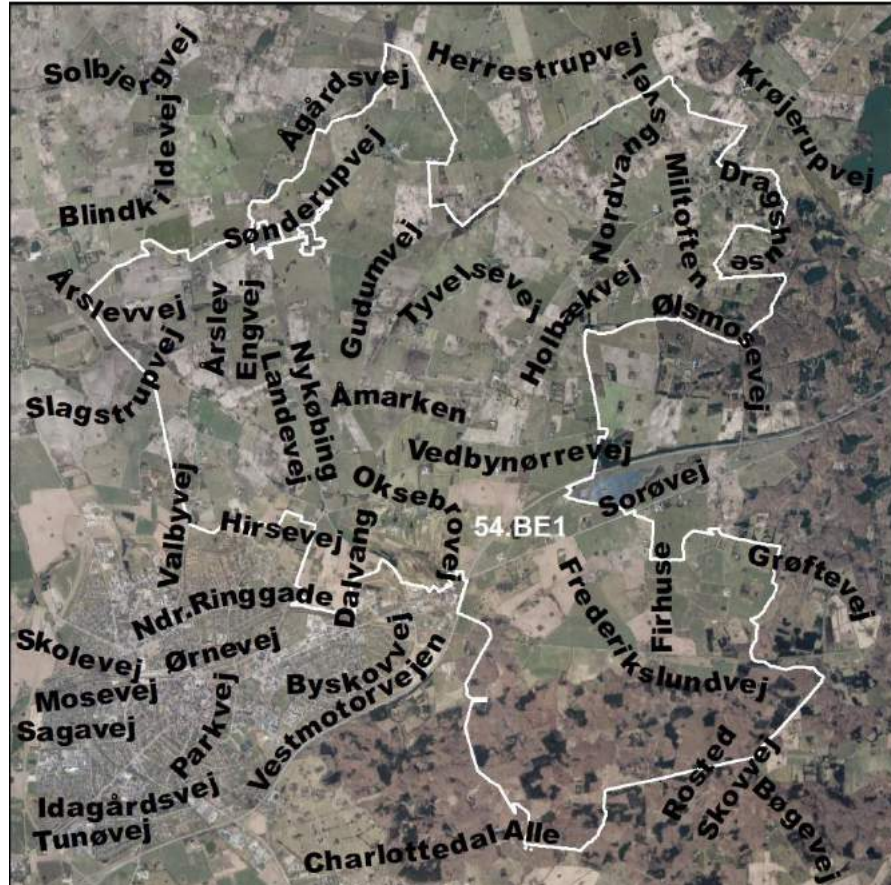 Solbjergvej
Ågårdsvej
Herrestrupvej
Krøjerupvej
Blindkildevej
Sønderupvej
Nordvangsvej
Miltoften
Dragshuse
Årslevvej
Årslev
Engvej
Gudumvej
Tyvelsevej
Holbækvej
Ølsmosevej
Slagstrupvej
Nykøbing
Landevej
Åmarken
Vedbynørrevej
Oksebrovej
Sorøvej
54.BE1
Valbyvej
Hirsevej
Dalvang
Ndr.Ringgade
Frederikslundvej
Firhuse
Grøftevej
Skolevej
Ørnevej
Byskovvej
Mosevej
Sagavej
Parkvej
Vestmotorvejen
Rosted
Skovvej
Bøgevej
Idagårdsvej
Tunøvej
Charlottedal Alle